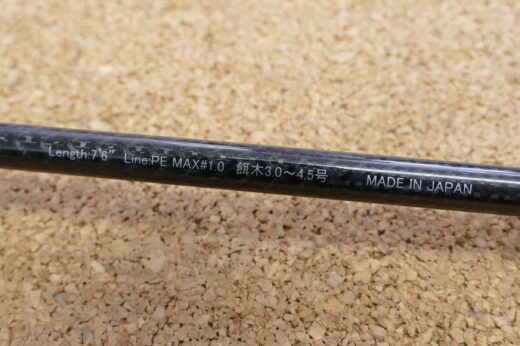 Length:7'6" Line:PE MAX#1.0 餌木3.0～4.5号 MADE IN JAPAN